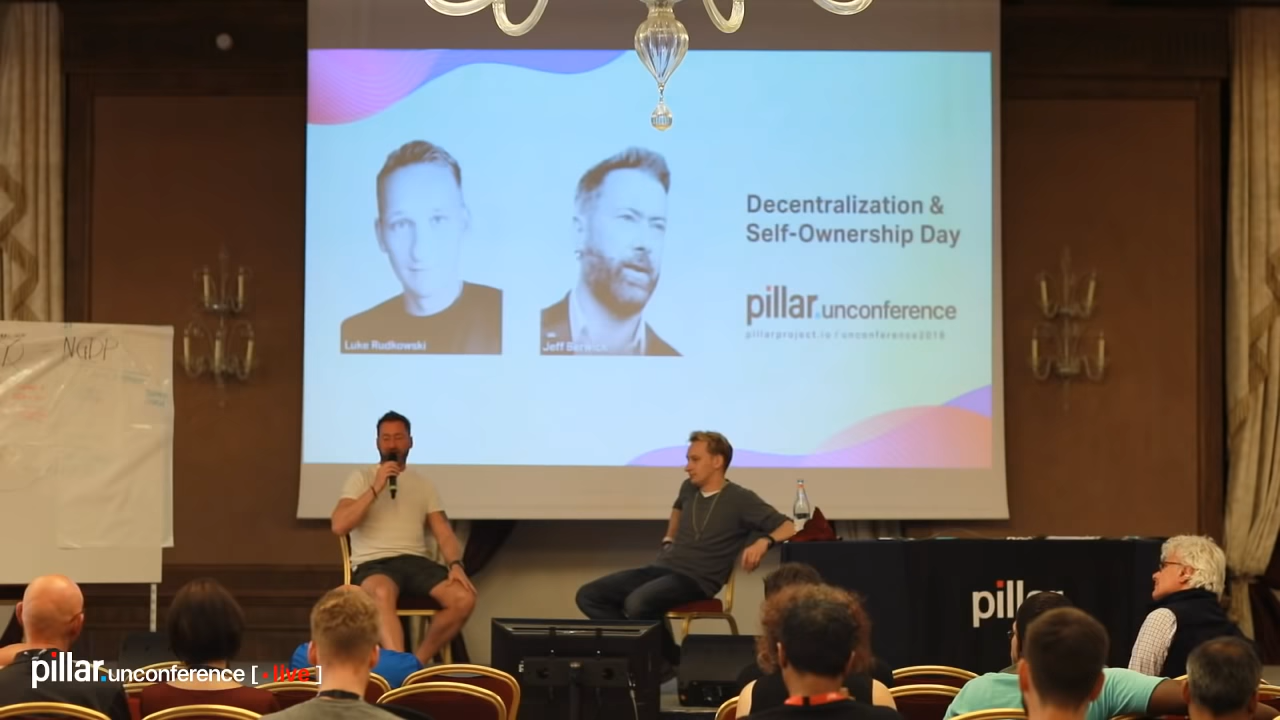 Decentralization &
Self-Ownership Day
pillar.unconference
pillarproject.io/unconference2018
Luke Rudkowski
Jeff Berwick
NGDP
pillar
pillar.unconference [ • live ]